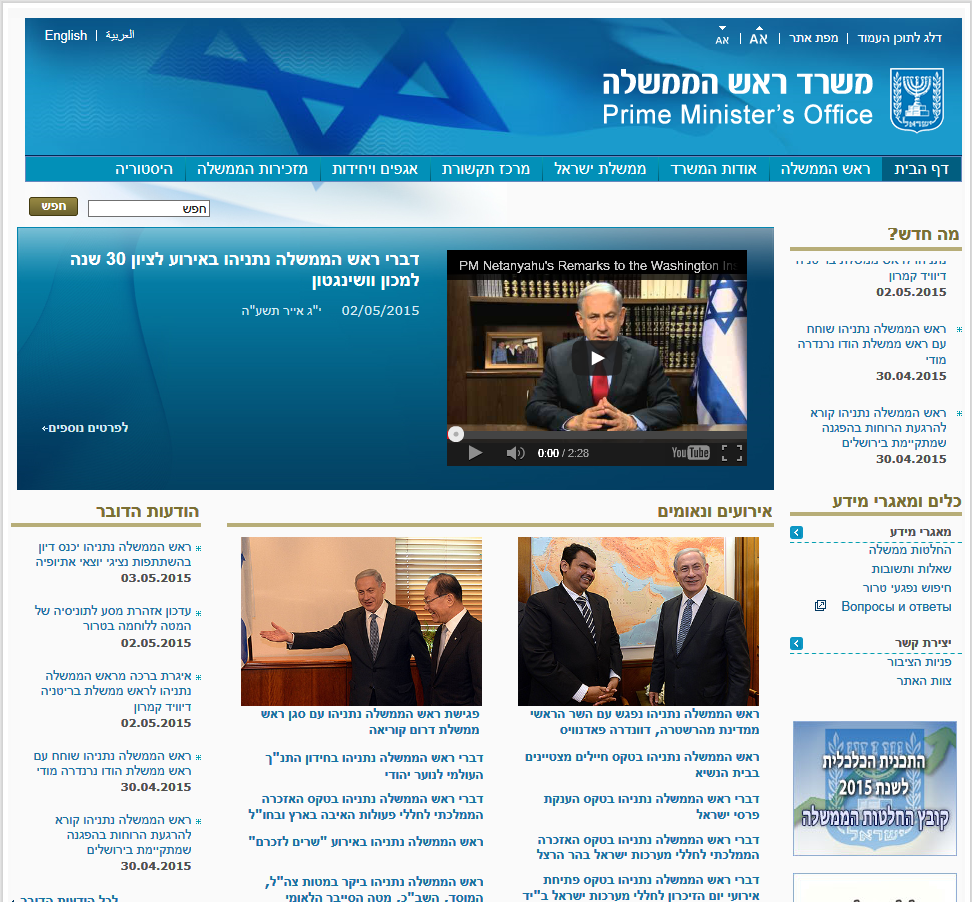 English | العربية
דלג לתוכן העמוד | מפת אתר | אא | אא
משרד ראש הממשלה
Prime Minister's Office
דף הבית
ראש הממשלה
אודות המשרד
ממשלת ישראל
מרכז תקשורת
אגפים ויחידות
מזכירות הממשלה
היסטוריה
חפש
חפש
מה חדש?
נתניהו לראש ממשלת בריטניה
דיוויד קמרון
02.05.2015
ראש הממשלה נתניהו שוחח
עם ראש ממשלת הודו נרנדרה
מודי
30.04.2015
ראש הממשלה נתניהו קורא
להרגעת הרוחות בהפגנה
שמתקיימת בירושלים
30.04.2015
PM Netanyahu's Remarks to the Washington Ins
0:00 / 2:28
YouTube
דברי ראש הממשלה נתניהו באירוע לציון 30 שנה
למכון וושינגטון
02/05/2015 י"ג אייר תשע"ה
לפרטים נוספים
כלים ומאגרי מידע
מאגרי מידע
החלטות ממשלה
שאלות ותשובות
חיפוש נפגעי טרור
Вопросы и ответы
יצירת קשר
פניות הציבור
צוות האתר
התכנית הכלכלית
לשנת 2015
קובץ החלטות הממשלה
ישראל
אירועים ונאומים
ראש הממשלה נתניהו נפגש עם השר הראשי
ממדינת מהרשטרה, דוונדרה פאדנוויס
דברי ראש הממשלה נתניהו בטקס חיילים מצטיינים
בבית הנשיא
דברי ראש הממשלה נתניהו בטקס הענקת
פרסי ישראל
דברי ראש הממשלה נתניהו בטקס האזכרה
הממלכתי לחללי מערכות ישראל בהר הרצל
דברי ראש הממשלה נתניהו בטקס פתיחת
אירועי יום הזיכרון לחללי מערכות ישראל ב"יד
פגישת ראש הממשלה נתניהו עם סגן ראש
ממשלת דרום קוריאה
דברי ראש הממשלה נתניהו בחידון התנ"ך
העולמי לנוער יהודי
דברי ראש הממשלה נתניהו בטקס האזכרה
הממלכתי לחללי פעולות האיבה בארץ ובחו"ל
ראש הממשלה נתניהו באירוע "שרים לזכרם"
ראש הממשלה נתניהו ביקר במטות צה"ל,
המוסד, השב"כ, מטה הסייבר הלאומי
הודעות הדובר
ראש הממשלה נתניהו יכנס דיון
בהשתתפות נציגי יוצאי אתיופיה
03.05.2015
עדכון אזהרת מסע לתוניסיה של
המטה ללוחמה בטרור
02.05.2015
איגרת ברכה מראש הממשלה
נתניהו לראש ממשלת בריטניה
דיוויד קמרון
02.05.2015
ראש הממשלה נתניהו שוחח עם
ראש ממשלת הודו נרנדרה מודי
30.04.2015
ראש הממשלה נתניהו קורא
להרגעת הרוחות בהפגנה
שמתקיימת בירושלים
30.04.2015
לכל הודעות הדובר